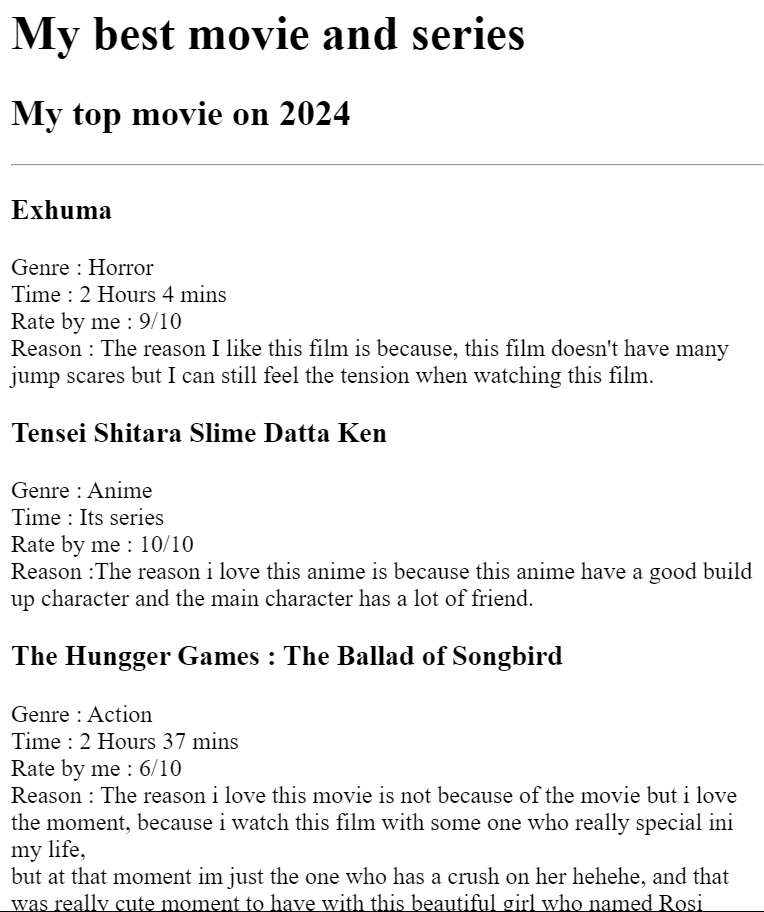 My best movie and series
My top movie on 2024
Exhuma
Genre : Horror
Time : 2 Hours 4 mins
Rate by me : 9/10
Reason : The reason I like this film is because, this film doesn't have many
jump scares but I can still feel the tension when watching this film.
Tensei Shitara Slime Datta Ken
Genre : Anime
Time : Its series
Rate by me : 10/10
Reason :The reason i love this anime is because this anime have a good build
up character and the main character has a lot of friend.
The Hungger Games : The Ballad of Songbird
Genre : Action
Time : 2 Hours 37 mins
Rate by me : 6/10
Reason : The reason i love this movie is not because of the movie but i love
the moment, because i watch this film with some one who really special ini
my life,
but at that moment im just the one who has a crush on her hehehe, and that
was really cute moment to have with this beautiful girl who named Rosi